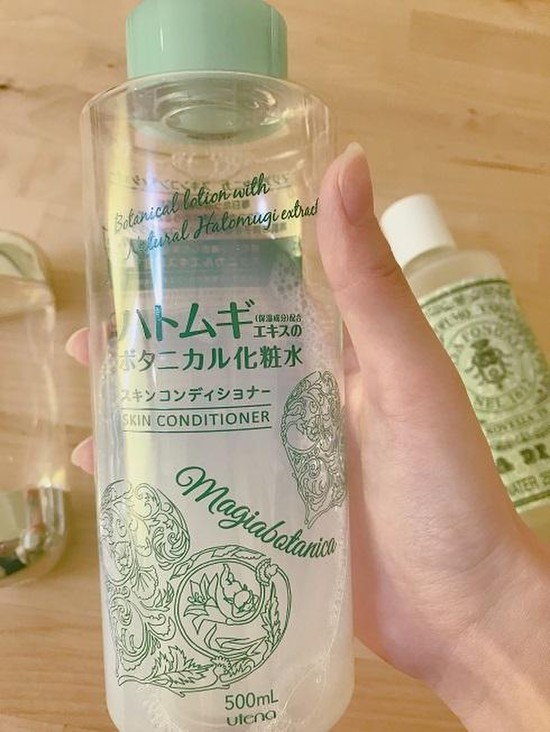 Botanical lotion with
Natural Hatomugi extract
ハトムギ(保湿成分)配合
エキスの
ボタニカル化粧水
スキンコンディショナー
SKIN CONDITIONER
Magiabotanica
500mL
utena